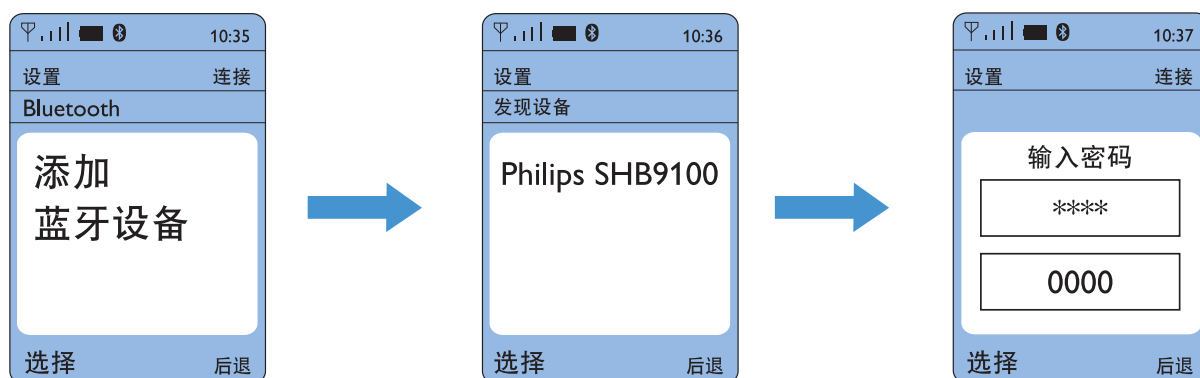 10:35
设置 连接
Bluetooth
添加
蓝牙设备
选择 后退
10:36
设置
发现设备
Philips SHB9100
选择 后退
10:37
设置 连接
输入密码
****
0000
选择 后退